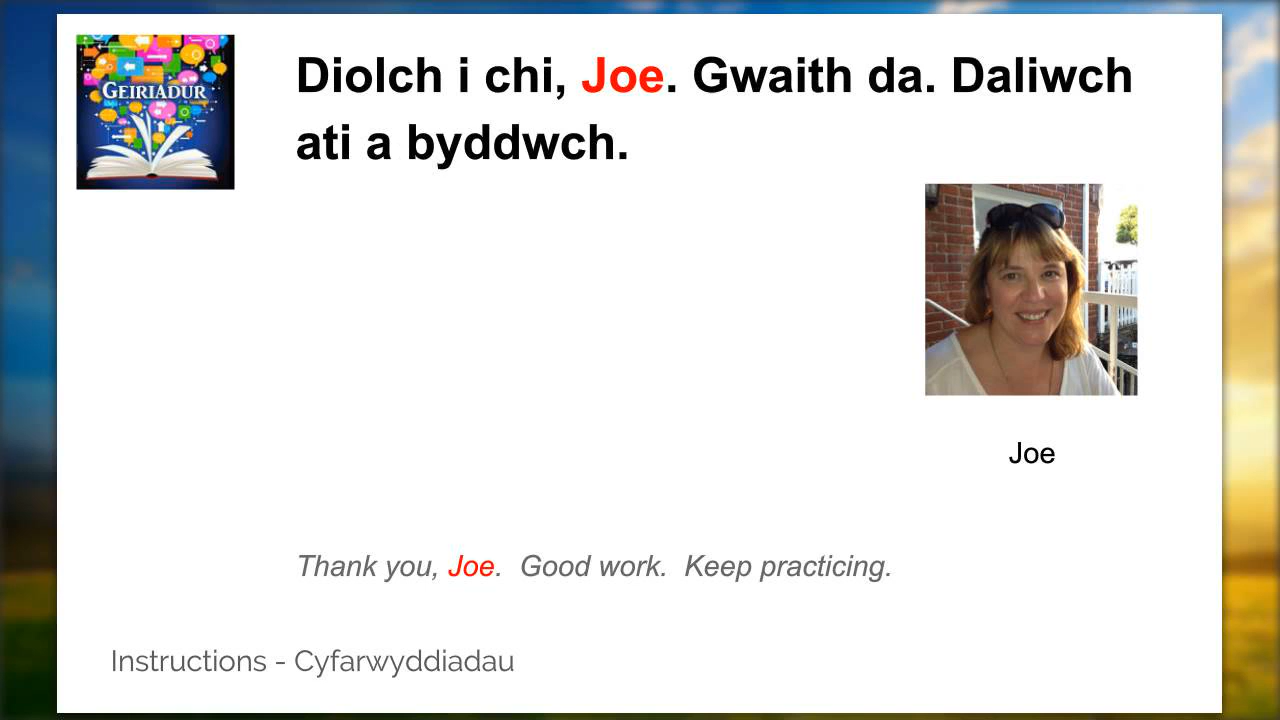 GEIRIADUR
Diolch i chi, Joe. Gwaith da. Daliwch
ati a byddwch.
Joe
Thank you, Joe. Good work. Keep practicing.
Instructions - Cyfarwyddiadau